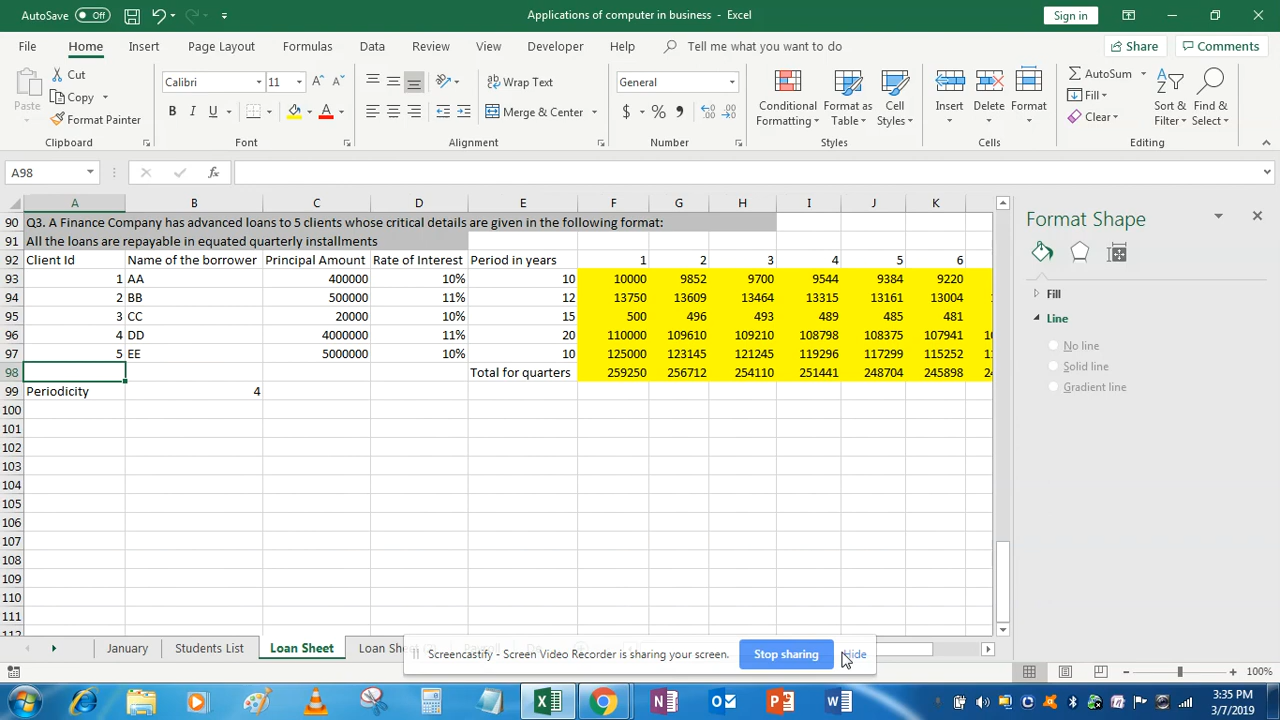 AutoSave Off Applications of computer in business - Excel Sign in
File Home Insert Page Layout Formulas Data Review View Developer Help Tell me what you want to do Share Comments
Paste Cut Copy Format Painter
Calibri 11 B I U A
Wrap Text Merge & Center
General $ %
Conditional Formatting Format as Table Cell Styles
Insert Delete Format
AutoSum Fill Clear Sort & Filter Find & Select
Clipboard Font Alignment Number Styles Cells Editing
A98 fx
A B C D E F G H I J K
90 Q3. A Finance Company has advanced loans to 5 clients whose critical details are given in the following format:
91 All the loans are repayable in equated quarterly installments
92 Client Id Name of the borrower Principal Amount Rate of Interest Period in years 1 2 3 4 5 6
93 1 AA 400000 10% 10 10000 9852 9700 9544 9384 9220
94 2 BB 500000 11% 12 13750 13609 13464 13315 13161 13004
95 3 CC 20000 10% 15 500 496 493 489 485 481
96 4 DD 4000000 11% 20 110000 109610 109210 108798 108375 107941 10
97 5 EE 5000000 10% 10 125000 123145 121245 119296 117299 115252 11
98 Total for quarters 259250 256712 254110 251441 248704 245898 24
99 Periodicity 4
100
101
102
103
104
105
106
107
108
109
110
111
112
Format Shape
Fill
Line
No line
Solid line
Gradient line
January Students List Loan Sheet Loan Sheet
Screencastify - Screen Video Recorder is sharing your screen. Stop sharing Hide
100%
3:35 PM
3/7/2019